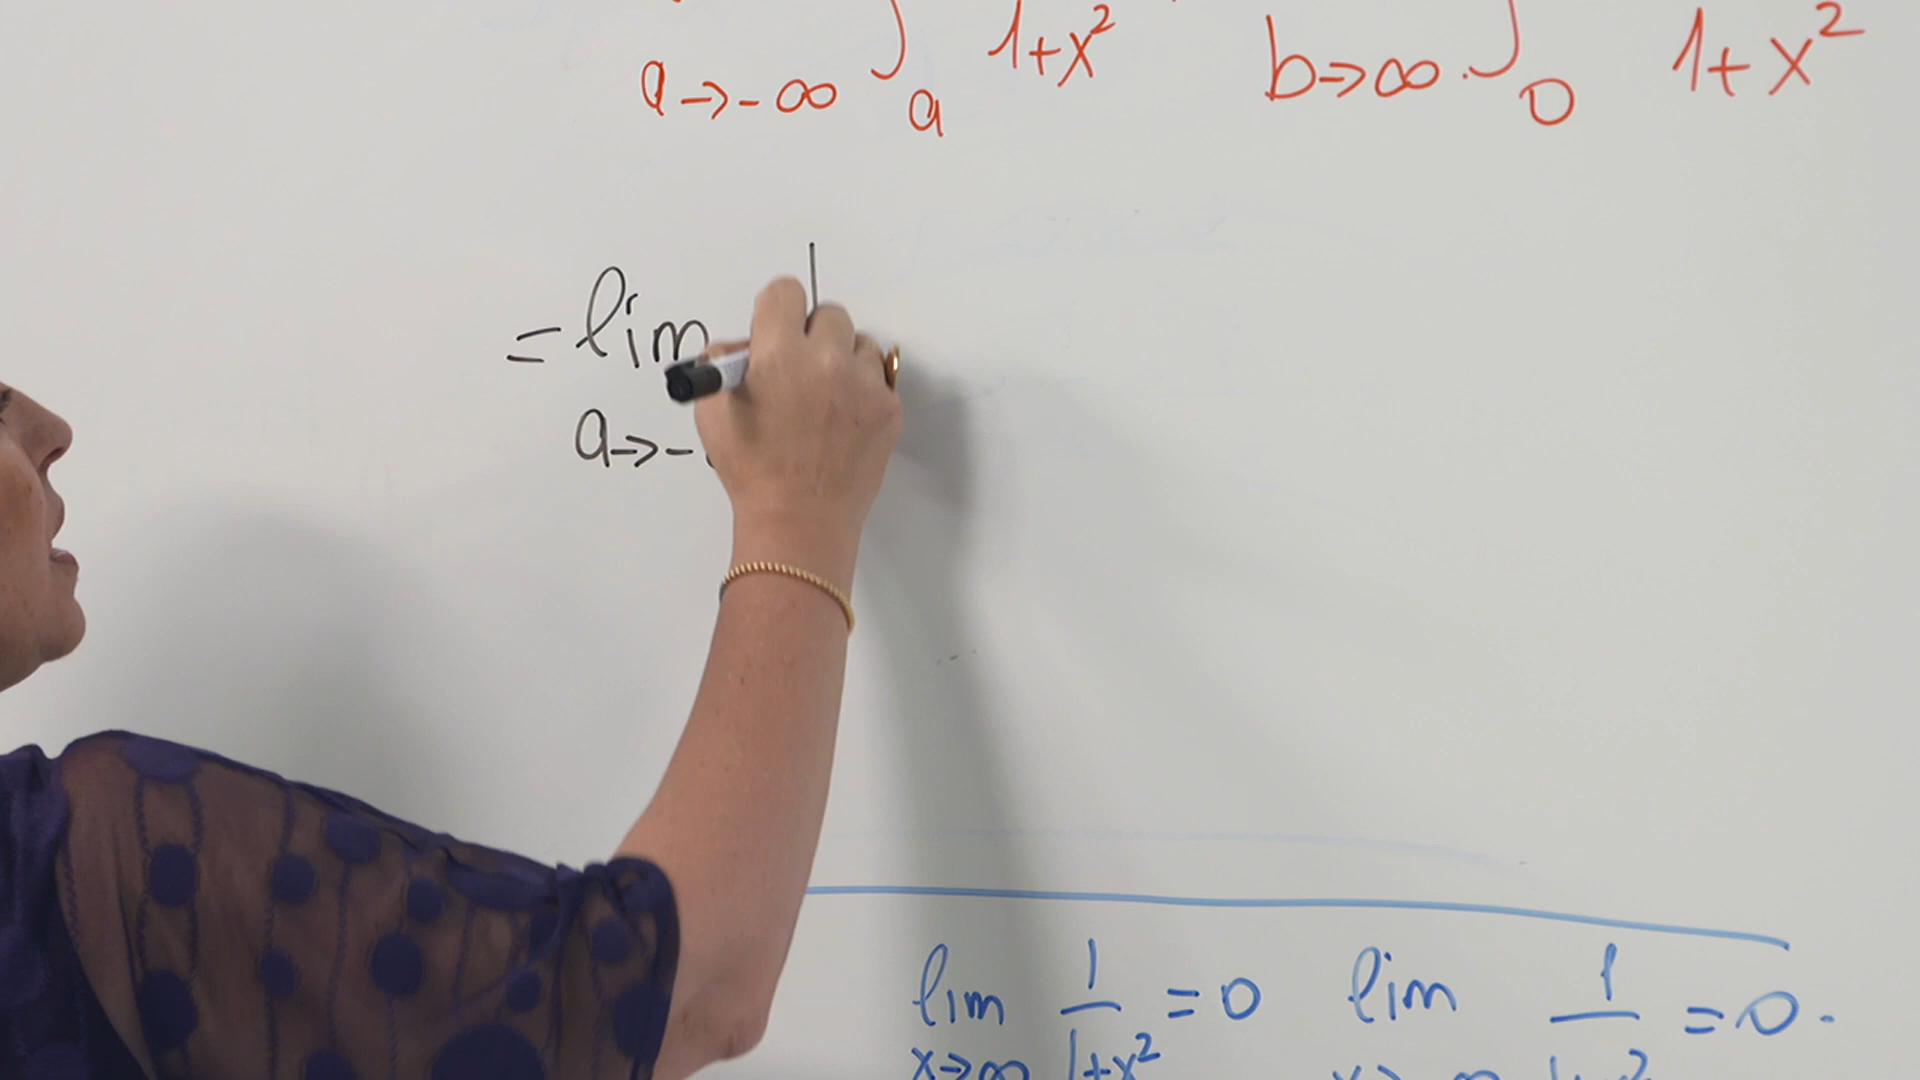 a→-∞ ∫ₐ 1+x² b→∞ ∫₀ 1+x²
= lim
a→-
lim 1/(1+x²) = 0 lim 1 = 0.
x→∞